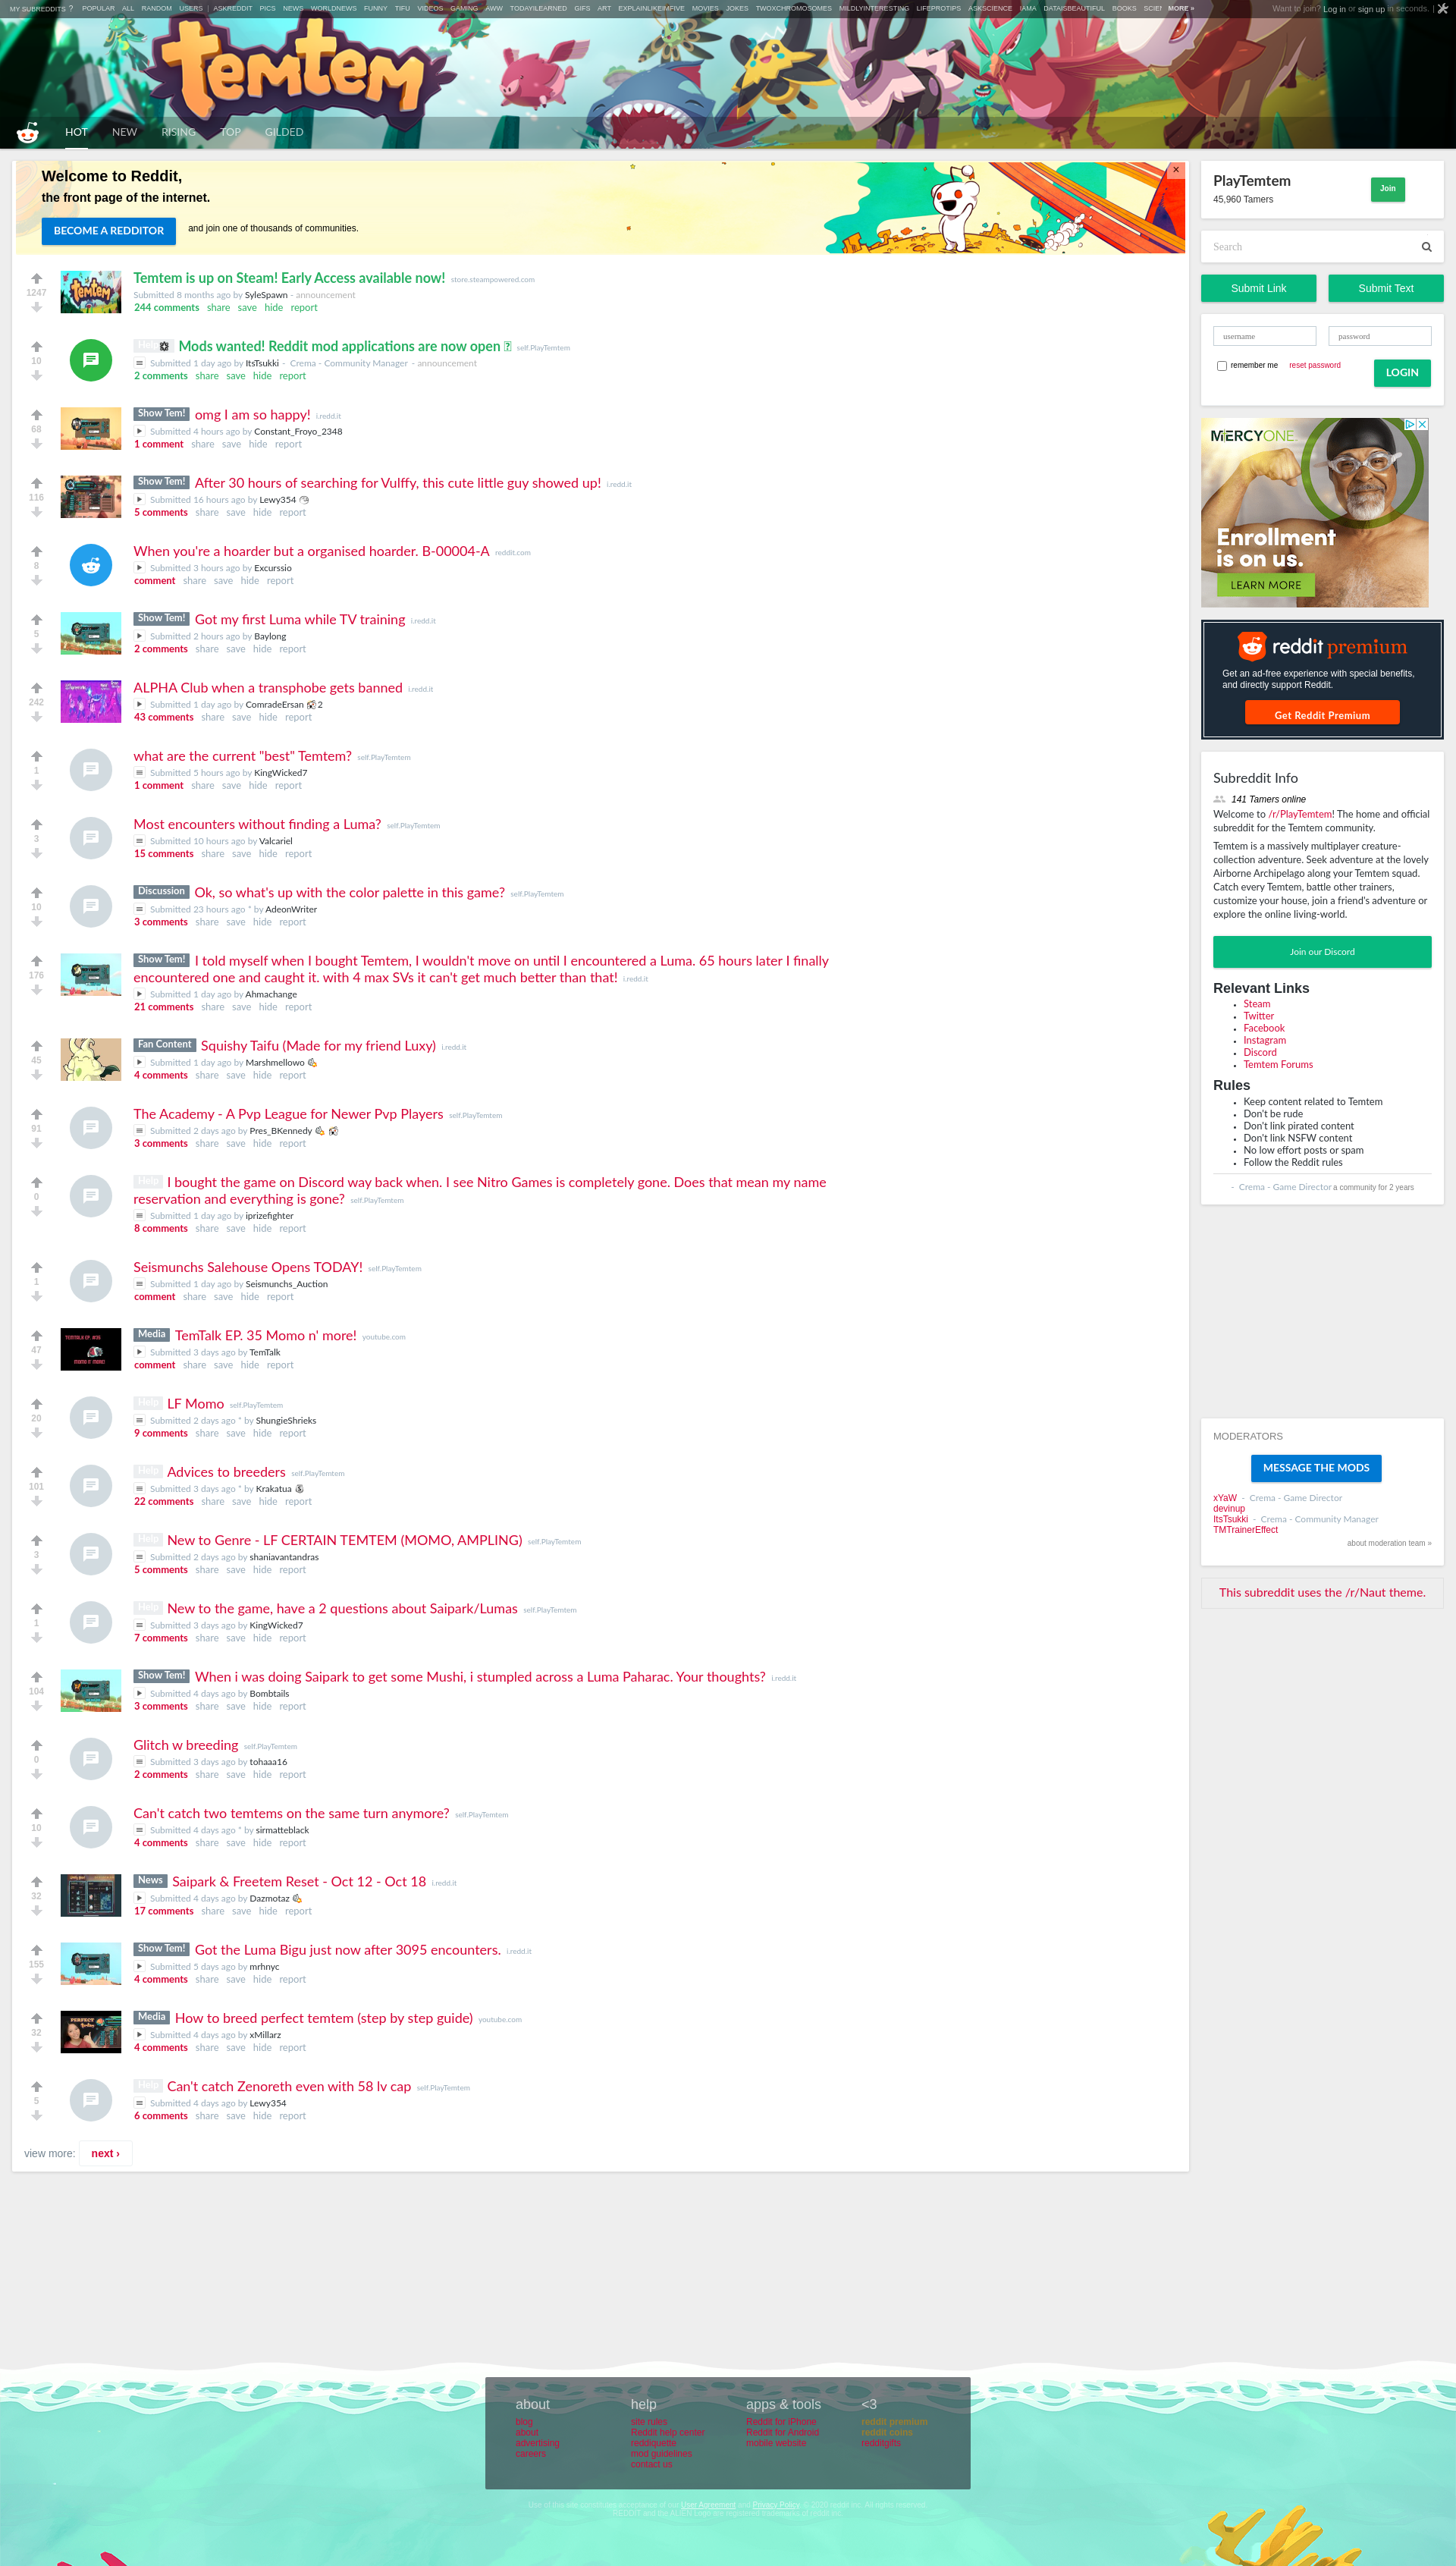 MY SUBREDDITS ? POPULAR ALL RANDOM USERS | ASKREDDIT PICS NEWS WORLDNEWS FUNNY TIFU VIDEOS GAMING AWW TODAYILEARNED GIFS ART EXPLAINLIKEIMFIVE MOVIES JOKES TWOXCHROMOSOMES MILDLYINTERESTING LIFEPROTIPS ASKSCIENCE IAMA DATAISBEAUTIFUL BOOKS SCIEN MORE »
Want to join? Log in or sign up in seconds. |
temtem
HOT NEW RISING TOP GILDED
Welcome to Reddit,
the front page of the internet.
BECOME A REDDITOR and join one of thousands of communities.
×
1247
Temtem is up on Steam! Early Access available now! store.steampowered.com
Submitted 8 months ago by SyleSpawn - announcement
244 comments share save hide report
10
Mods wanted! Reddit mod applications are now open self.PlayTemtem
Submitted 1 day ago by ItsTsukki - Crema - Community Manager - announcement
2 comments share save hide report
68
Show Tem! omg I am so happy! i.redd.it
Submitted 4 hours ago by Constant_Froyo_2348
1 comment share save hide report
116
Show Tem! After 30 hours of searching for Vulffy, this cute little guy showed up! i.redd.it
Submitted 16 hours ago by Lewy354
5 comments share save hide report
8
When you're a hoarder but a organised hoarder. B-00004-A reddit.com
Submitted 3 hours ago by Excurssio
comment share save hide report
5
Show Tem! Got my first Luma while TV training i.redd.it
Submitted 2 hours ago by Baylong
2 comments share save hide report
242
ALPHA Club when a transphobe gets banned i.redd.it
Submitted 1 day ago by ComradeErsan 2
43 comments share save hide report
1
what are the current "best" Temtem? self.PlayTemtem
Submitted 5 hours ago by KingWicked7
1 comment share save hide report
3
Most encounters without finding a Luma? self.PlayTemtem
Submitted 10 hours ago by Valcariel
15 comments share save hide report
10
Discussion Ok, so what's up with the color palette in this game? self.PlayTemtem
Submitted 23 hours ago * by AdeonWriter
3 comments share save hide report
176
Show Tem! I told myself when I bought Temtem, I wouldn't move on until I encountered a Luma. 65 hours later I finally
encountered one and caught it. with 4 max SVs it can't get much better than that! i.redd.it
Submitted 1 day ago by Ahmachange
21 comments share save hide report
45
Fan Content Squishy Taifu (Made for my friend Luxy) i.redd.it
Submitted 1 day ago by Marshmellowo
4 comments share save hide report
91
The Academy - A Pvp League for Newer Pvp Players self.PlayTemtem
Submitted 2 days ago by Pres_BKennedy
3 comments share save hide report
0
Help I bought the game on Discord way back when. I see Nitro Games is completely gone. Does that mean my name
reservation and everything is gone? self.PlayTemtem
Submitted 1 day ago by iprizefighter
8 comments share save hide report
1
Seismunchs Salehouse Opens TODAY! self.PlayTemtem
Submitted 1 day ago by Seismunchs_Auction
comment share save hide report
47
Media TemTalk EP. 35 Momo n' more! youtube.com
Submitted 3 days ago by TemTalk
comment share save hide report
20
Help LF Momo self.PlayTemtem
Submitted 2 days ago * by ShungieShrieks
9 comments share save hide report
101
Help Advices to breeders self.PlayTemtem
Submitted 3 days ago * by Krakatua
22 comments share save hide report
3
Help New to Genre - LF CERTAIN TEMTEM (MOMO, AMPLING) self.PlayTemtem
Submitted 2 days ago by shaniavantandras
5 comments share save hide report
1
Help New to the game, have a 2 questions about Saipark/Lumas self.PlayTemtem
Submitted 3 days ago by KingWicked7
7 comments share save hide report
104
Show Tem! When i was doing Saipark to get some Mushi, i stumpled across a Luma Paharac. Your thoughts? i.redd.it
Submitted 4 days ago by Bombtails
3 comments share save hide report
0
Glitch w breeding self.PlayTemtem
Submitted 3 days ago by tohaaa16
2 comments share save hide report
10
Can't catch two temtems on the same turn anymore? self.PlayTemtem
Submitted 4 days ago * by sirmatteblack
4 comments share save hide report
32
News Saipark & Freetem Reset - Oct 12 - Oct 18 i.redd.it
Submitted 4 days ago by Dazmotaz
17 comments share save hide report
155
Show Tem! Got the Luma Bigu just now after 3095 encounters. i.redd.it
Submitted 5 days ago by mrhnyc
4 comments share save hide report
32
Media How to breed perfect temtem (step by step guide) youtube.com
Submitted 4 days ago by xMillarz
4 comments share save hide report
5
Help Can't catch Zenoreth even with 58 lv cap self.PlayTemtem
Submitted 4 days ago by Lewy354
6 comments share save hide report
view more: next ›
PlayTemtem
45,960 Tamers
Join
Search
Submit Link Submit Text
username password
remember me reset password LOGIN
MERCYONE
Enrollment
is on us.
LEARN MORE
reddit premium
Get an ad-free experience with special benefits,
and directly support Reddit.
Get Reddit Premium
Subreddit Info
141 Tamers online
Welcome to /r/PlayTemtem! The home and official
subreddit for the Temtem community.
Temtem is a massively multiplayer creature-
collection adventure. Seek adventure at the lovely
Airborne Archipelago along your Temtem squad.
Catch every Temtem, battle other trainers,
customize your house, join a friend's adventure or
explore the online living-world.
Join our Discord
Relevant Links
Steam
Twitter
Facebook
Instagram
Discord
Temtem Forums
Rules
Keep content related to Temtem
Don't be rude
Don't link pirated content
Don't link NSFW content
No low effort posts or spam
Follow the Reddit rules
- Crema - Game Director a community for 2 years
MODERATORS
MESSAGE THE MODS
xYaW - Crema - Game Director
devinup
ItsTsukki - Crema - Community Manager
TMTrainerEffect
about moderation team »
This subreddit uses the /r/Naut theme.
about
blog
about
advertising
careers
help
site rules
Reddit help center
reddiquette
mod guidelines
contact us
apps & tools
Reddit for iPhone
Reddit for Android
mobile website
<3
reddit premium
reddit coins
redditgifts
Use of this site constitutes acceptance of our User Agreement and Privacy Policy.